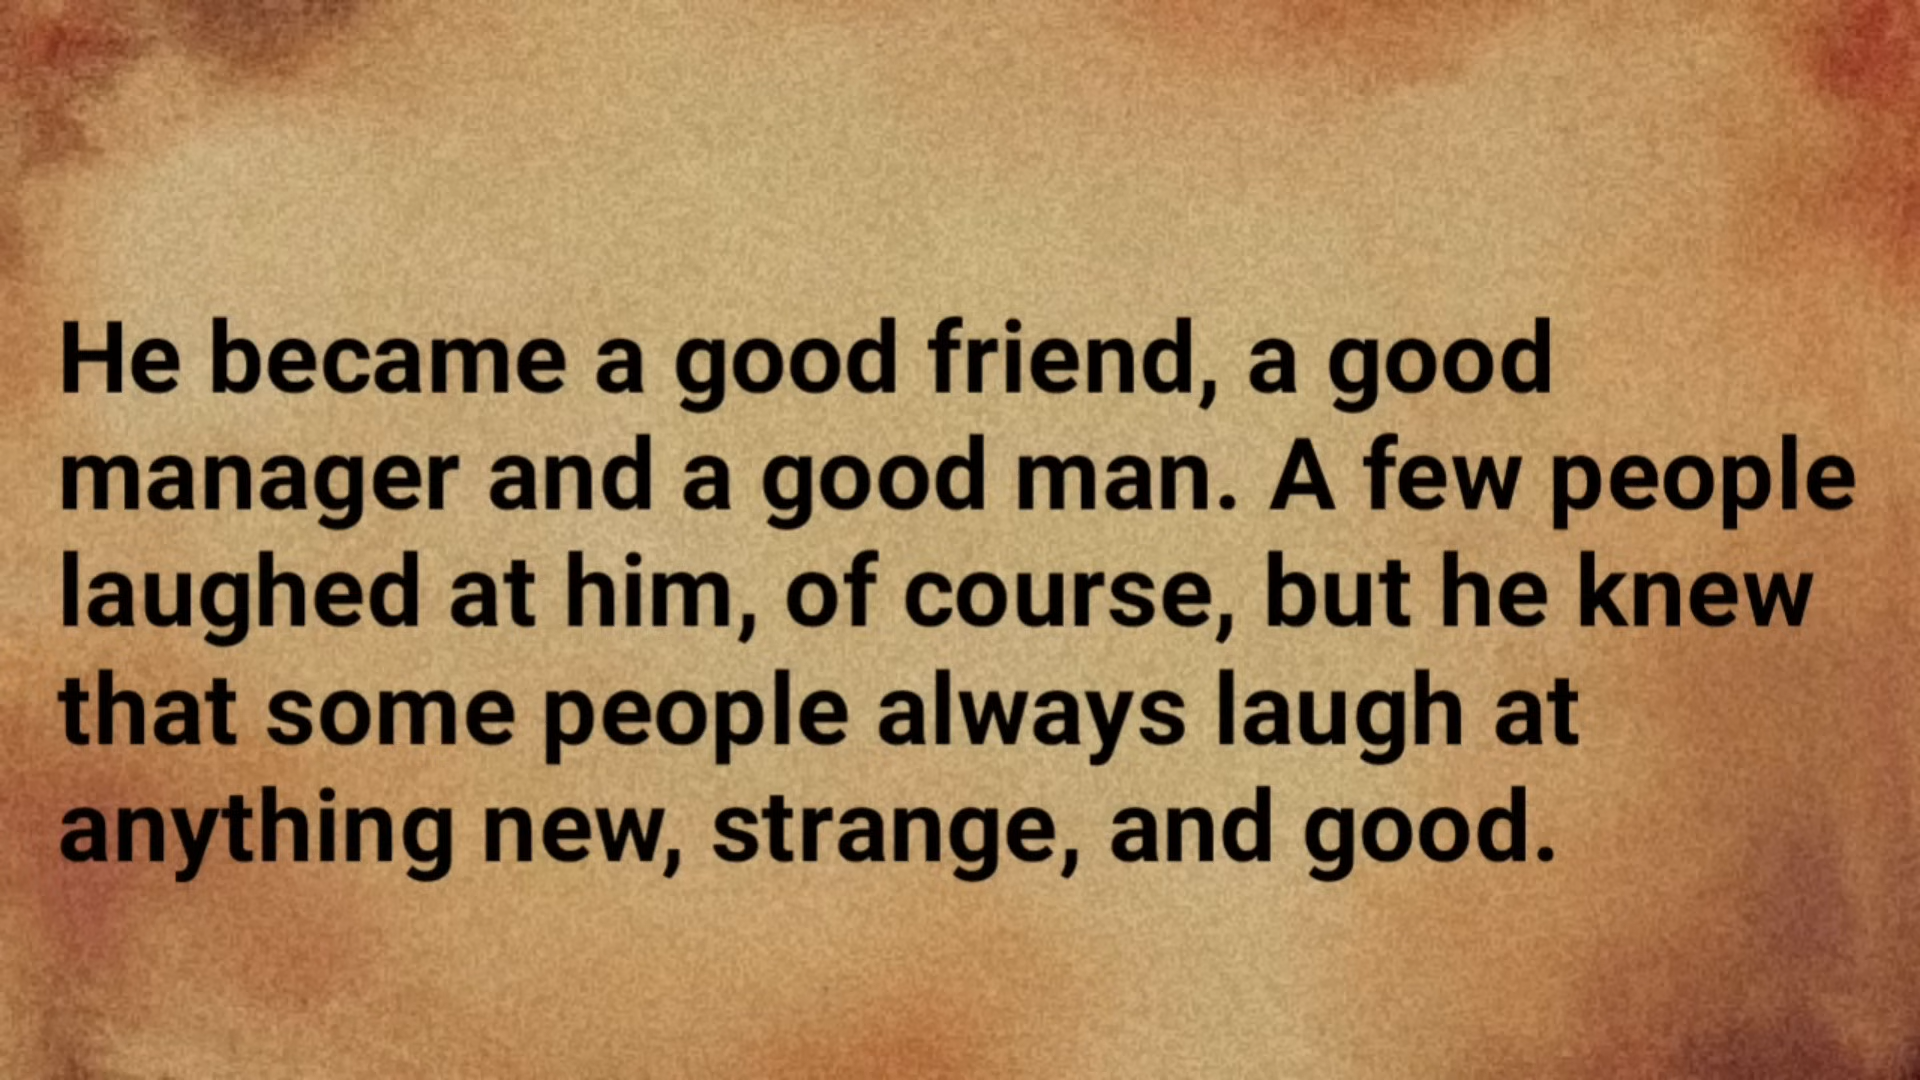 He became a good friend, a good
manager and a good man. A few people
laughed at him, of course, but he knew
that some people always laugh at
anything new, strange, and good.